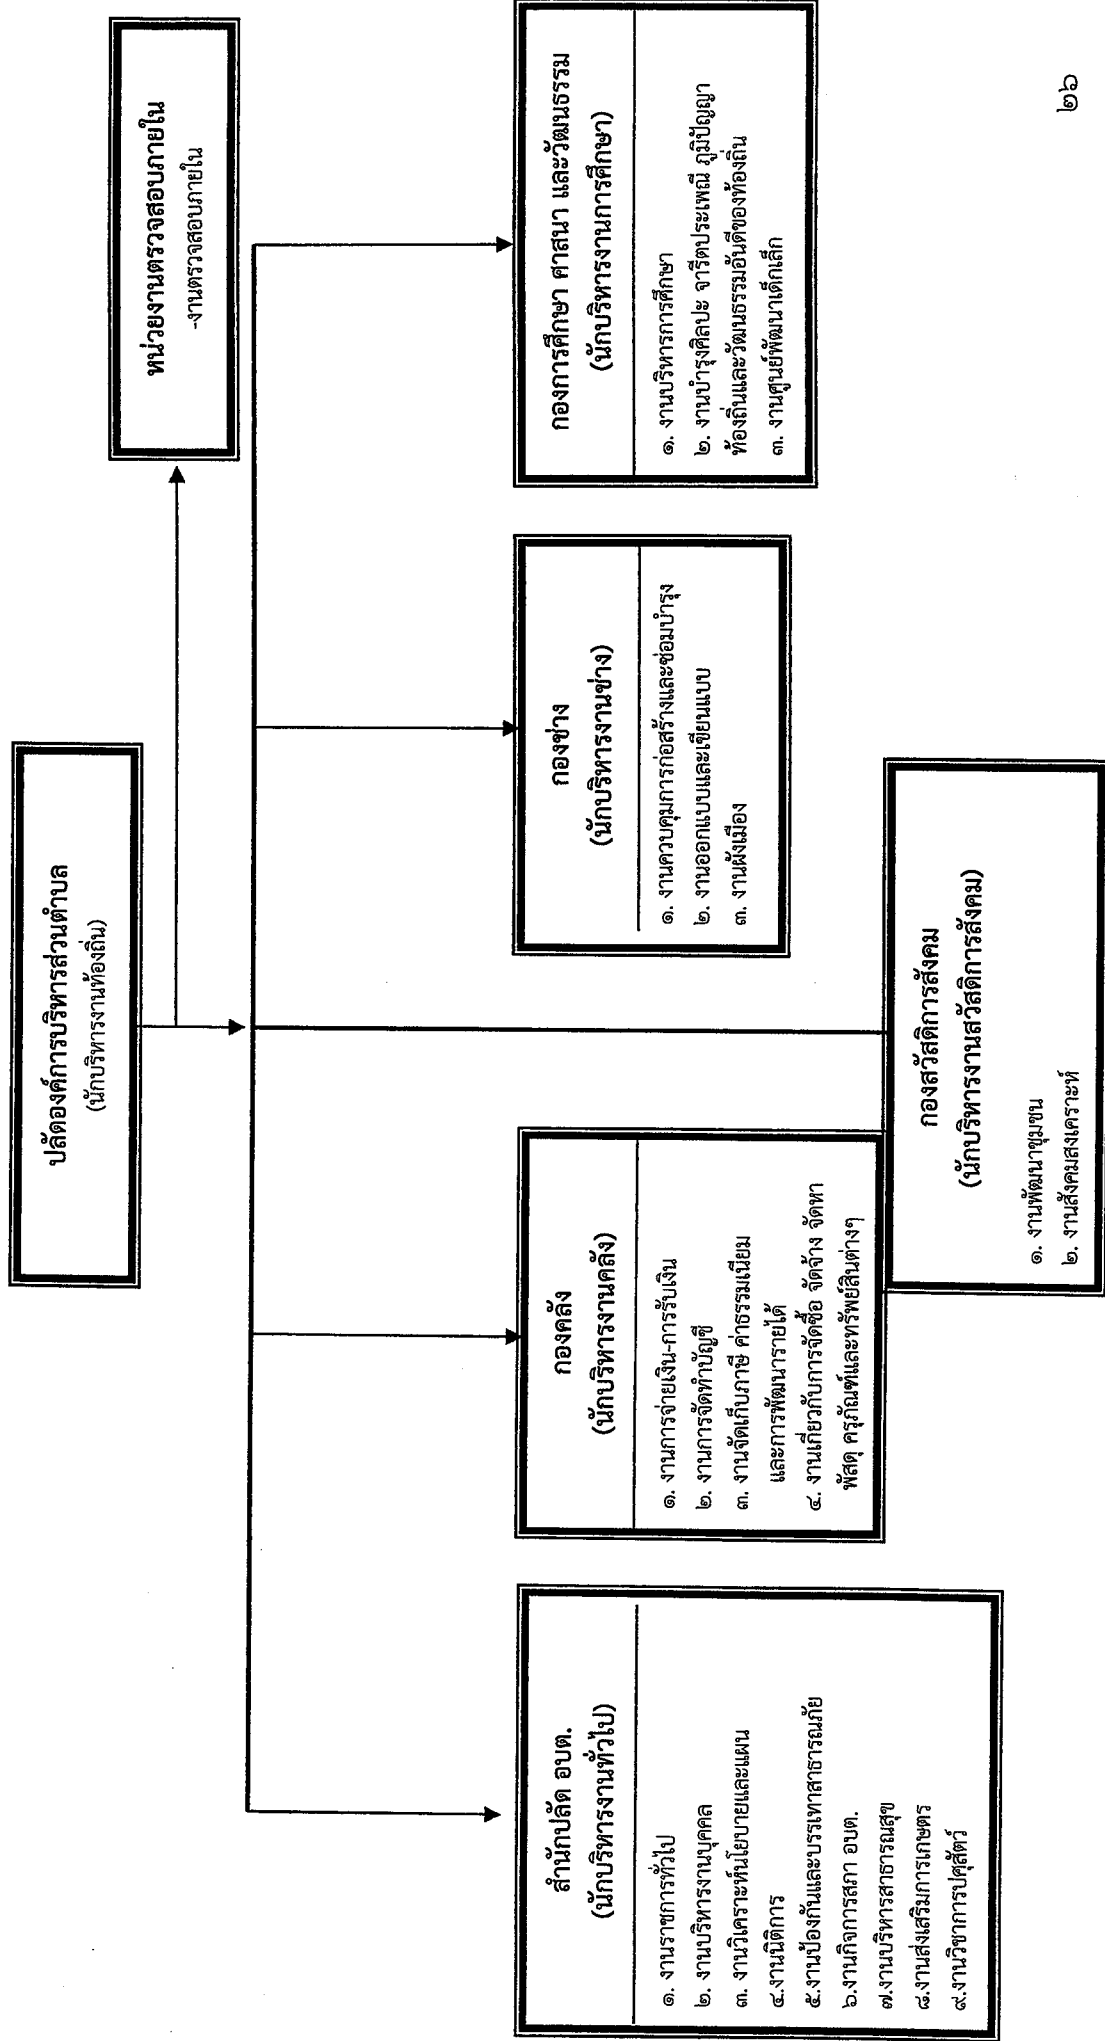 ปลัดองค์การบริหารส่วนตำบล
(นักบริหารงานท้องถิ่น)
หน่วยงานตรวจสอบภายใน
-งานตรวจสอบภายใน
สำนักปลัด อบต.
(นักบริหารงานทั่วไป)
๑. งานราชการทั่วไป
๒. งานบริหารงานบุคคล
๓. งานวิเคราะห์นโยบายและแผน
๔.งานนิติการ
๕.งานป้องกันและบรรเทาสาธารณภัย
๖.งานกิจการสภา อบต.
๗.งานบริหารสาธารณสุข
๘.งานส่งเสริมการเกษตร
๙.งานวิชาการปศุสัตว์
กองคลัง
(นักบริหารงานคลัง)
๑. งานการจ่ายเงิน-การรับเงิน
๒. งานการจัดทำบัญชี
๓. งานจัดเก็บภาษี ค่าธรรมเนียม
และการพัฒนารายได้
๔. งานเกี่ยวกับการจัดซื้อ จัดจ้าง จัดหา
พัสดุ ครุภัณฑ์และทรัพย์สินต่างๆ
กองช่าง
(นักบริหารงานช่าง)
๑. งานควบคุมการก่อสร้างและซ่อมบำรุง
๒. งานออกแบบและเขียนแบบ
๓. งานผังเมือง
กองการศึกษา ศาสนา และวัฒนธรรม
(นักบริหารงานการศึกษา)
๑. งานบริหารการศึกษา
๒. งานบำรุงศิลปะ จารีตประเพณี ภูมิปัญญา
ท้องถิ่นและวัฒนธรรมอันดีของท้องถิ่น
๓. งานศูนย์พัฒนาเด็กเล็ก
กองสวัสดิการสังคม
(นักบริหารงานสวัสดิการสังคม)
๑. งานพัฒนาชุมชน
๒. งานสังคมสงเคราะห์
๒๖